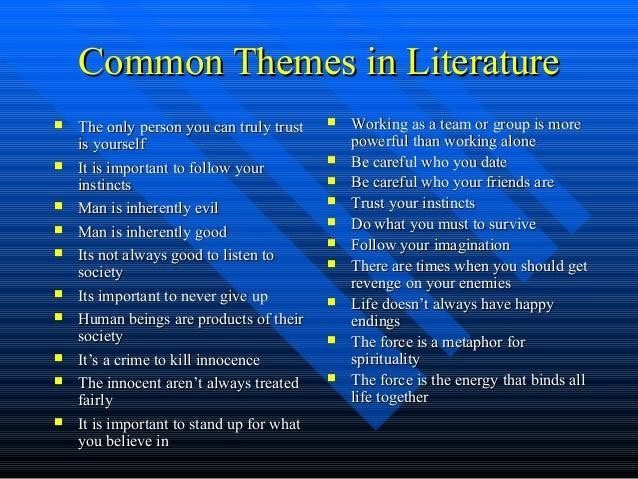 Common Themes in Literature
The only person you can truly trust
is yourself
It is important to follow your
instincts
Man is inherently evil
Man is inherently good
Its not always good to listen to
society
Its important to never give up
Human beings are products of their
society
It’s a crime to kill innocence
The innocent aren’t always treated
fairly
It is important to stand up for what
you believe in
Working as a team or group is more
powerful than working alone
Be careful who you date
Be careful who your friends are
Trust your instincts
Do what you must to survive
Follow your imagination
There are times when you should get
revenge on your enemies
Life doesn’t always have happy
endings
The force is a metaphor for
spirituality
The force is the energy that binds all
life together